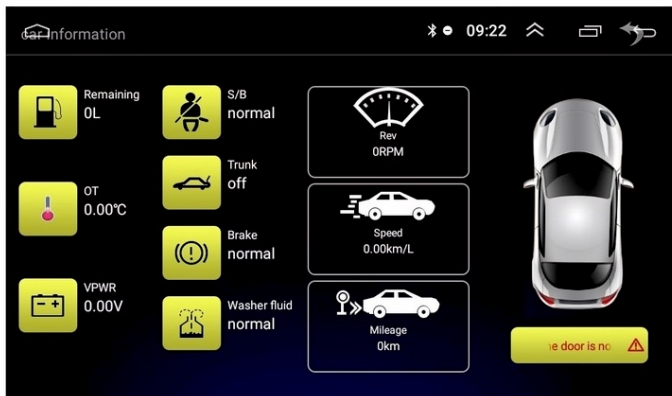 car Information
09:22
Remaining
0L
OT
0.00℃
VPWR
0.00V
S/B
normal
Trunk
off
Brake
normal
Washer fluid
normal
Rev
0RPM
Speed
0.00km/L
Mileage
0km
door is